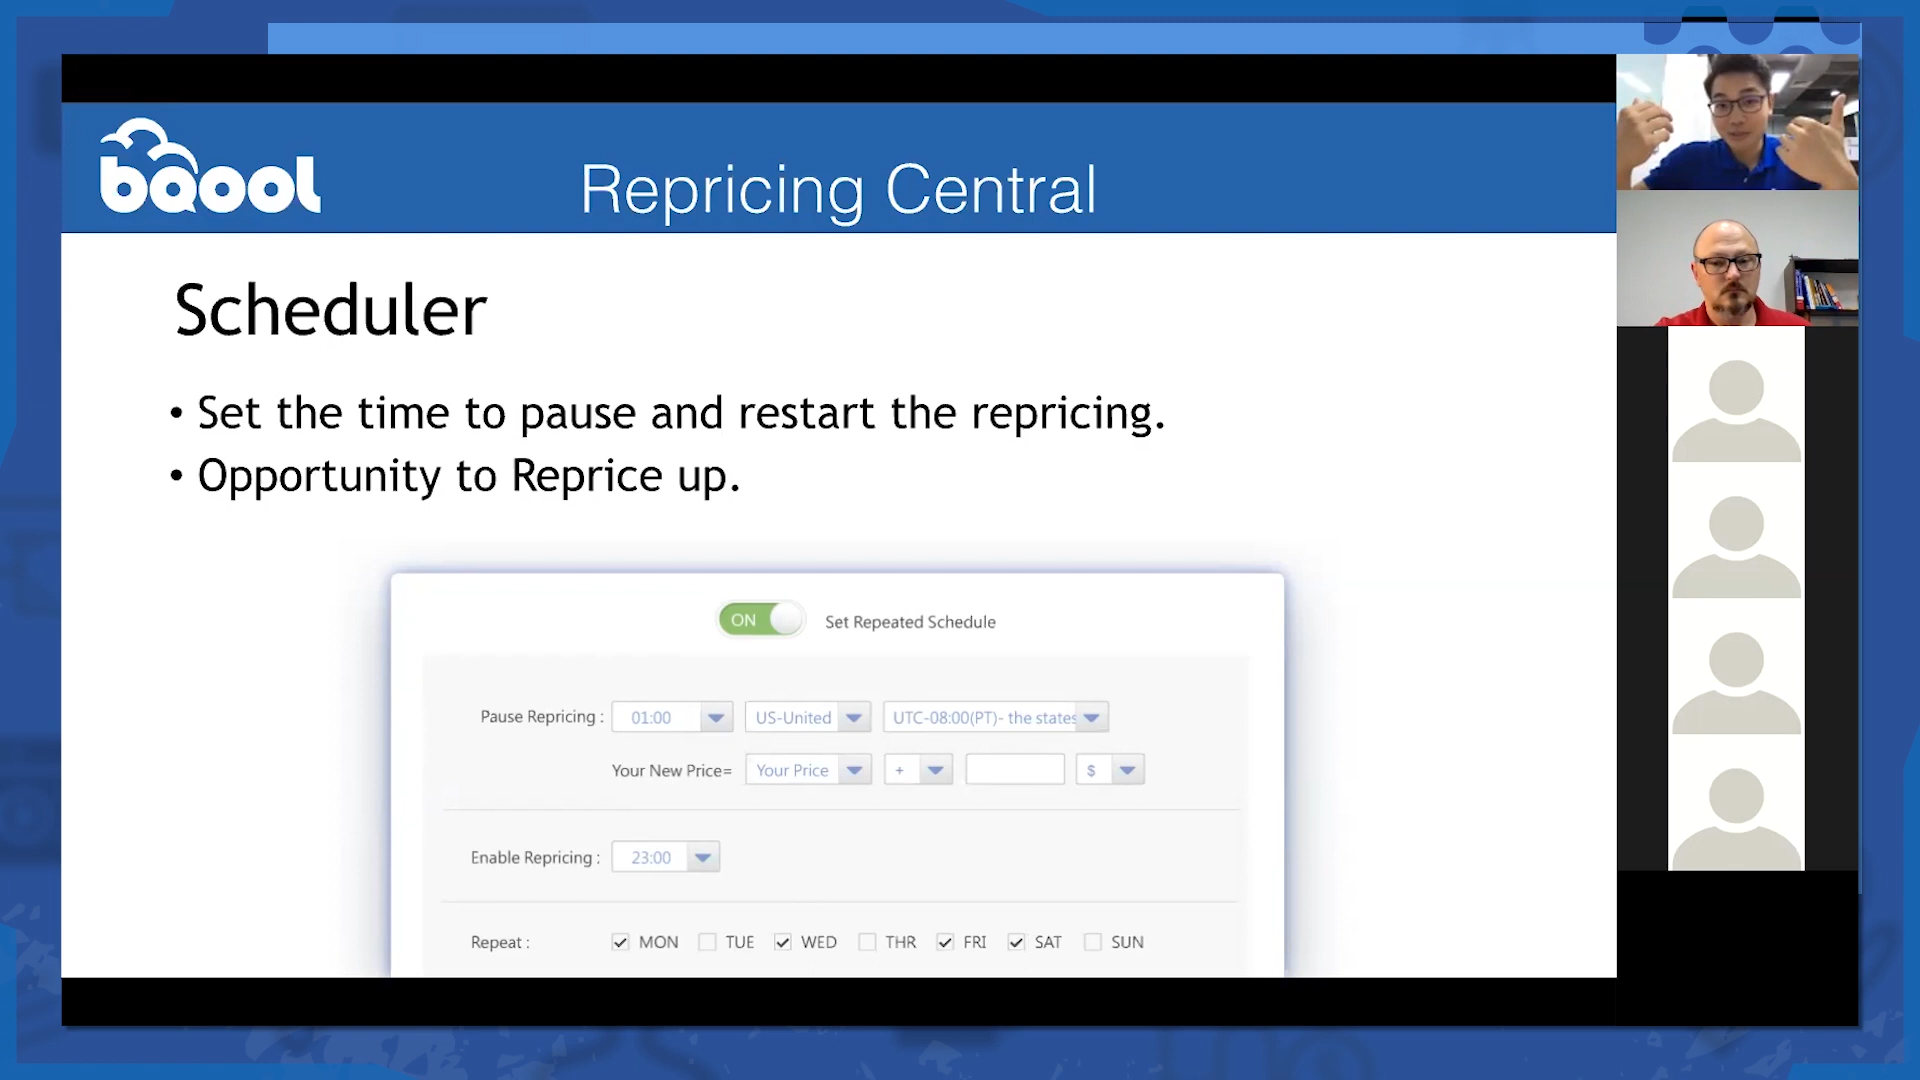 bqool
Repricing Central
Scheduler
• Set the time to pause and restart the repricing.
• Opportunity to Reprice up.
ON Set Repeated Schedule
Pause Repricing : 01:00 US-United UTC-08:00(PT)- the states
Your New Price= Your Price + $
Enable Repricing : 23:00
Repeat : MON TUE WED THR FRI SAT SUN